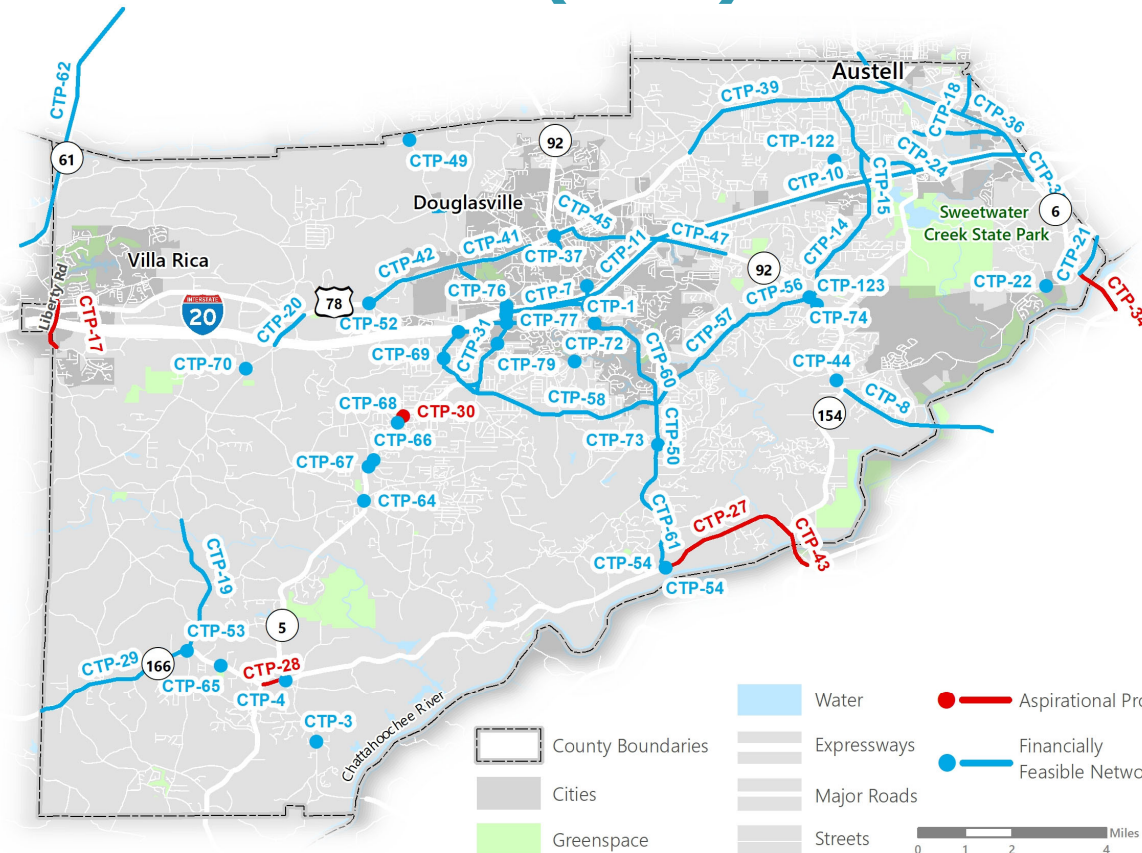 Austell
CTP-62
CTP-39
CTP-18
CTP-36
61
92
CTP-49
CTP-122
CTP-10
CTP-24
CTP-3
CTP-15
Douglasville
CTP-45
CTP-41
CTP-42
CTP-37
CTP-11
CTP-47
CTP-14
Sweetwater
Creek State Park
6
CTP-21
Villa Rica
Liberty Rd
CTP-17
INTERSTATE
20
CTP-20
78
CTP-52
CTP-76
CTP-7
CTP-1
CTP-77
92
CTP-56
CTP-123
CTP-74
CTP-22
CTP-34
CTP-70
CTP-69
CTP-31
CTP-79
CTP-72
CTP-60
CTP-57
CTP-44
CTP-8
154
CTP-68
CTP-30
CTP-66
CTP-58
CTP-67
CTP-64
CTP-73
CTP-50
CTP-61
CTP-27
CTP-43
CTP-54
CTP-54
CTP-19
CTP-53
5
CTP-29
166
CTP-65
CTP-28
CTP-4
CTP-3
Chattahoochee River
County Boundaries
Cities
Greenspace
Water
Expressways
Major Roads
Streets
Aspirational Pro
Financially
Feasible Netwo
Miles
0 1 2 4